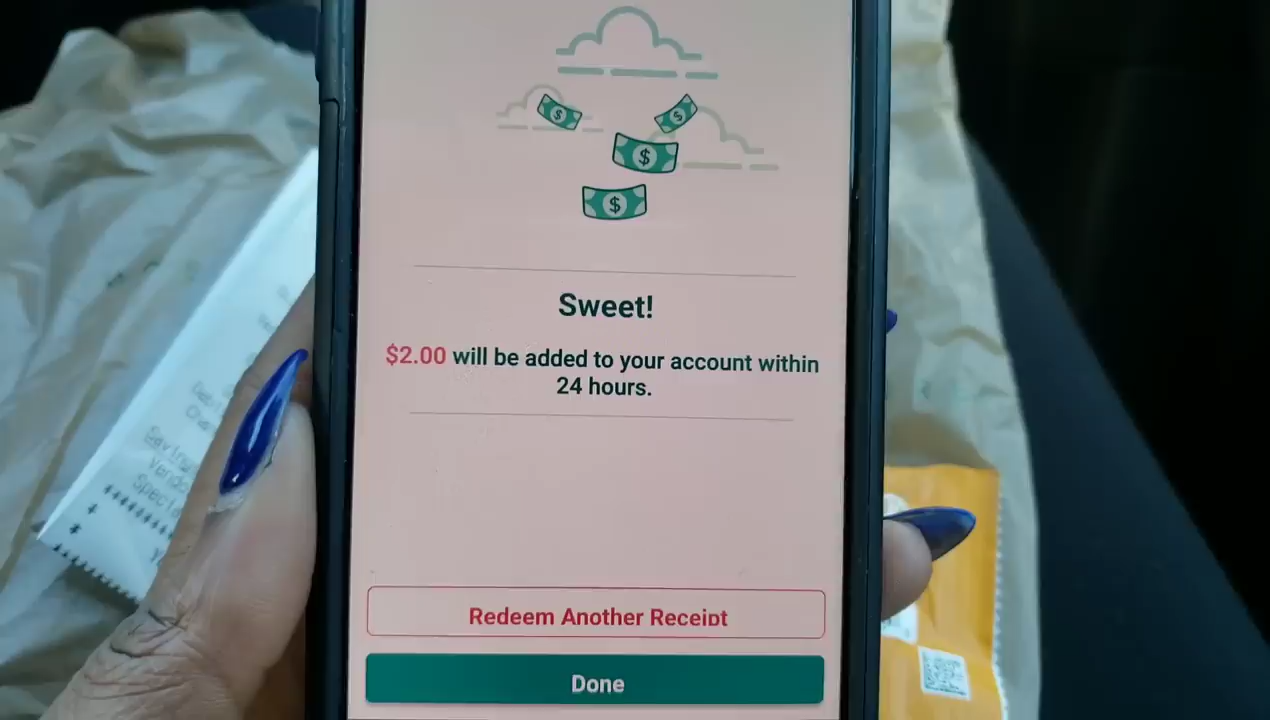 $
$
$
$
Sweet!
$2.00 will be added to your account within
24 hours.
Redeem Another Receipt
Done